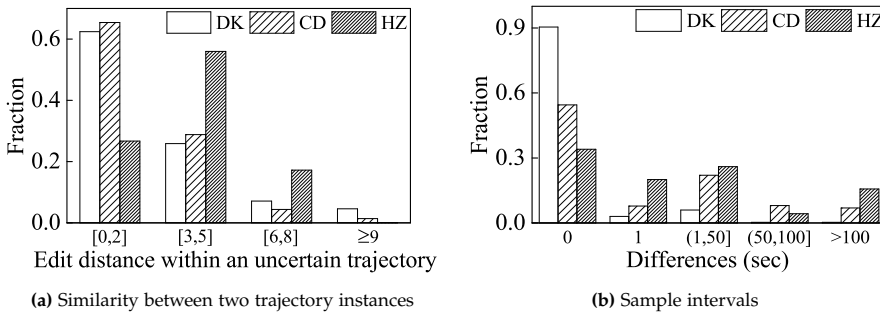 DK CD HZ
Fraction
0.6
0.4
0.2
0.0
[0,2] [3,5] [6,8] ≥9
Edit distance within an uncertain trajectory
(a) Similarity between two trajectory instances
DK CD HZ
Fraction
0.9
0.6
0.3
0.0
0 1 (1,50] (50,100] >100
Differences (sec)
(b) Sample intervals